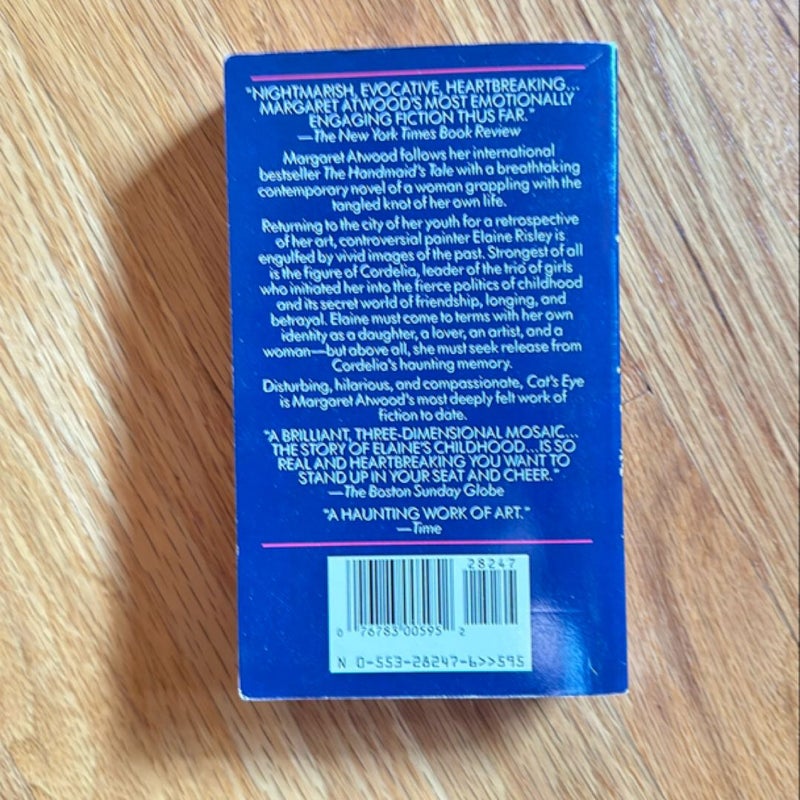 "NIGHTMARISH, EVOCATIVE, HEARTBREAKING...
MARGARET ATWOOD'S MOST EMOTIONALLY
ENGAGING FICTION THUS FAR."
—The New York Times Book Review
Margaret Atwood follows her international
bestseller The Handmaid's Tale with a breathtaking
contemporary novel of a woman grappling with the
tangled knot of her own life.
Returning to the city of her youth for a retrospective
of her art, controversial painter Elaine Risley is
engulfed by vivid images of the past. Strongest of all
is the figure of Cordelia, leader of the trio of girls
who initiated her into the fierce politics of childhood
and its secret world of friendship, longing, and
betrayal. Elaine must come to terms with her own
identity as a daughter, a lover, an artist, and a
woman—but above all, she must seek release from
Cordelia's haunting memory.
Disturbing, hilarious, and compassionate, Cat's Eye
is Margaret Atwood's most deeply felt work of
fiction to date.
"A BRILLIANT, THREE-DIMENSIONAL MOSAIC...
THE STORY OF ELAINE'S CHILDHOOD...IS SO
REAL AND HEARTBREAKING YOU WANT TO
STAND UP IN YOUR SEAT AND CHEER."
—The Boston Sunday Globe
"A HAUNTING WORK OF ART."
—Time
28247
0 76783 00595 2
N 0-553-28247-6>>595